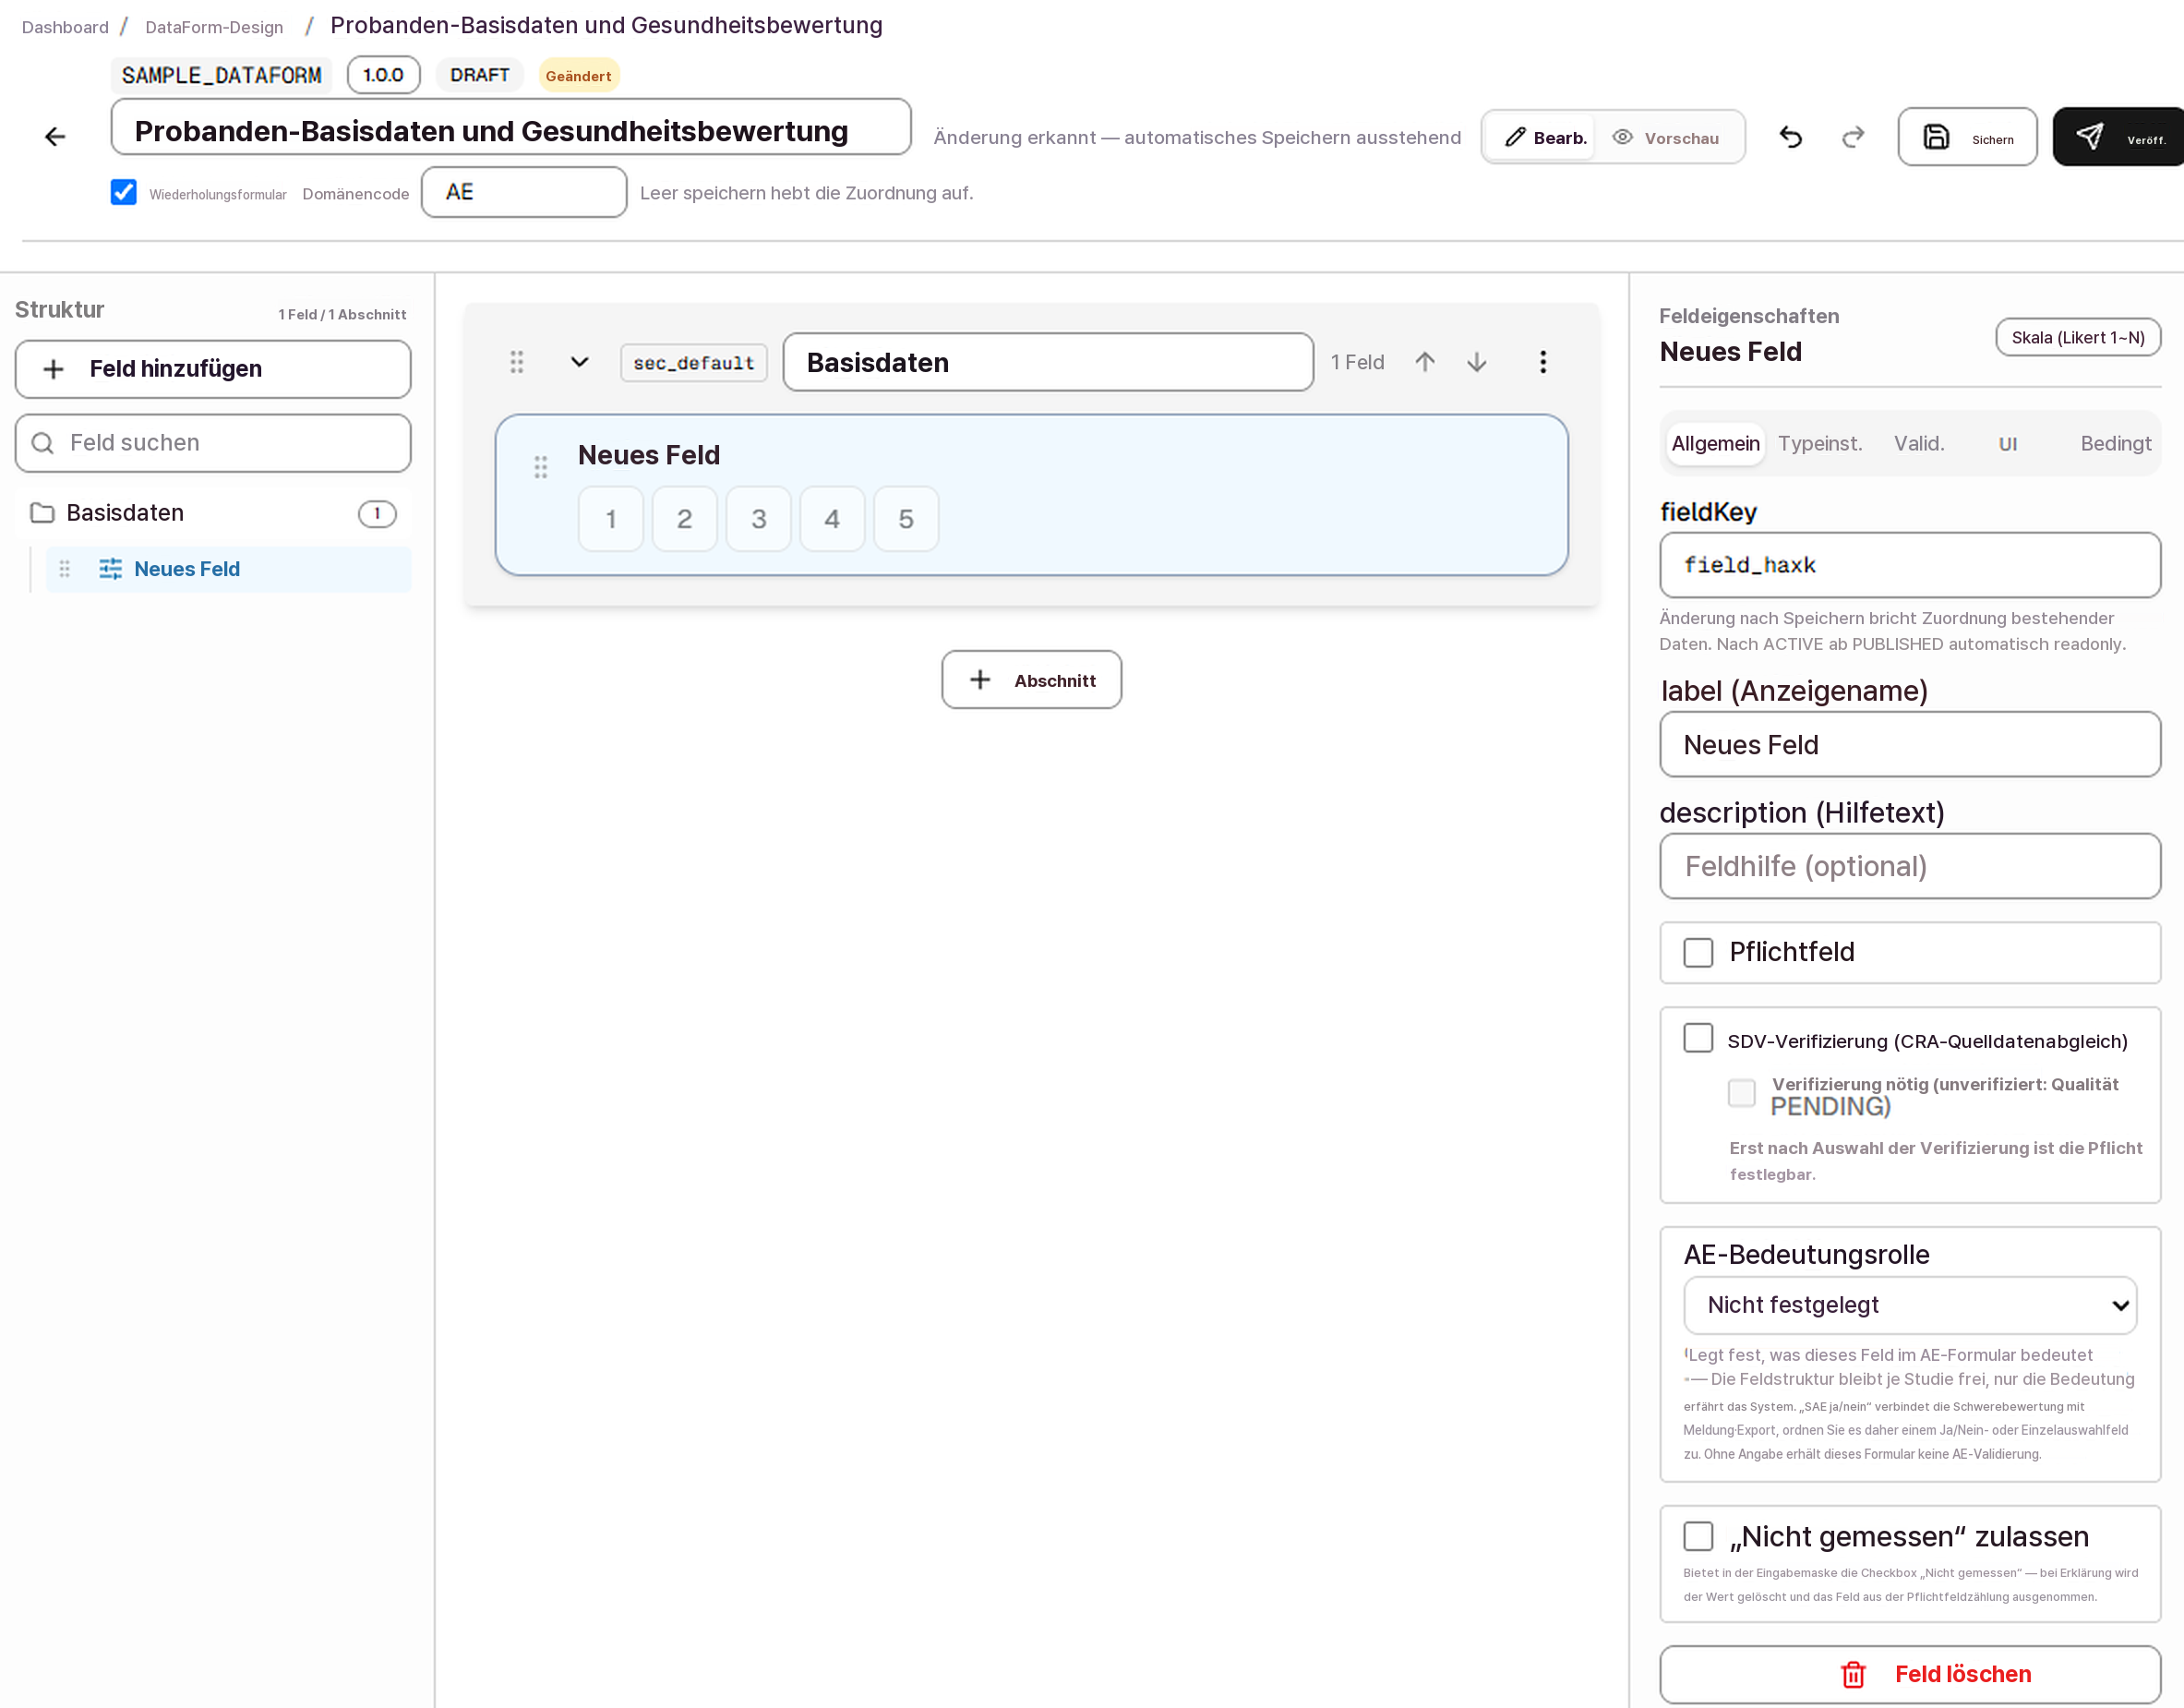 Dashboard / DataForm-Design / Probanden-Basisdaten und Gesundheitsbewertung
SAMPLE_DATAFORM 1.0.0 DRAFT Geändert
Probanden-Basisdaten und Gesundheitsbewertung
Änderung erkannt — automatisches Speichern ausstehend
Bearb. Vorschau
Sichern
Veröff.
Wiederholungsformular Domänencode AE Leer speichern hebt die Zuordnung auf.
Struktur 1 Feld / 1 Abschnitt
Feld hinzufügen
Feld suchen
Basisdaten 1
Neues Feld
sec_default Basisdaten 1 Feld
Neues Feld
1 2 3 4 5
Abschnitt
Feldeigenschaften
Neues Feld
Skala (Likert 1~N)
Allgemein Typeinst. Valid. UI Bedingt
fieldKey
field_haxk
Änderung nach Speichern bricht Zuordnung bestehender
Daten. Nach ACTIVE ab PUBLISHED automatisch readonly.
label (Anzeigename)
Neues Feld
description (Hilfetext)
Feldhilfe (optional)
Pflichtfeld
SDV-Verifizierung (CRA-Quelldatenabgleich)
Verifizierung nötig (unverifiziert: Qualität
PENDING)
Erst nach Auswahl der Verifizierung ist die Pflicht
festlegbar.
AE-Bedeutungsrolle
Nicht festgelegt
Legt fest, was dieses Feld im AE-Formular bedeutet
— Die Feldstruktur bleibt je Studie frei, nur die Bedeutung
erfährt das System. „SAE ja/nein“ verbindet die Schwerebewertung mit
Meldung·Export, ordnen Sie es daher einem Ja/Nein- oder Einzelauswahlfeld
zu. Ohne Angabe erhält dieses Formular keine AE-Validierung.
„Nicht gemessen“ zulassen
Bietet in der Eingabemaske die Checkbox „Nicht gemessen“ — bei Erklärung wird
der Wert gelöscht und das Feld aus der Pflichtfeldzählung ausgenommen.
Feld löschen